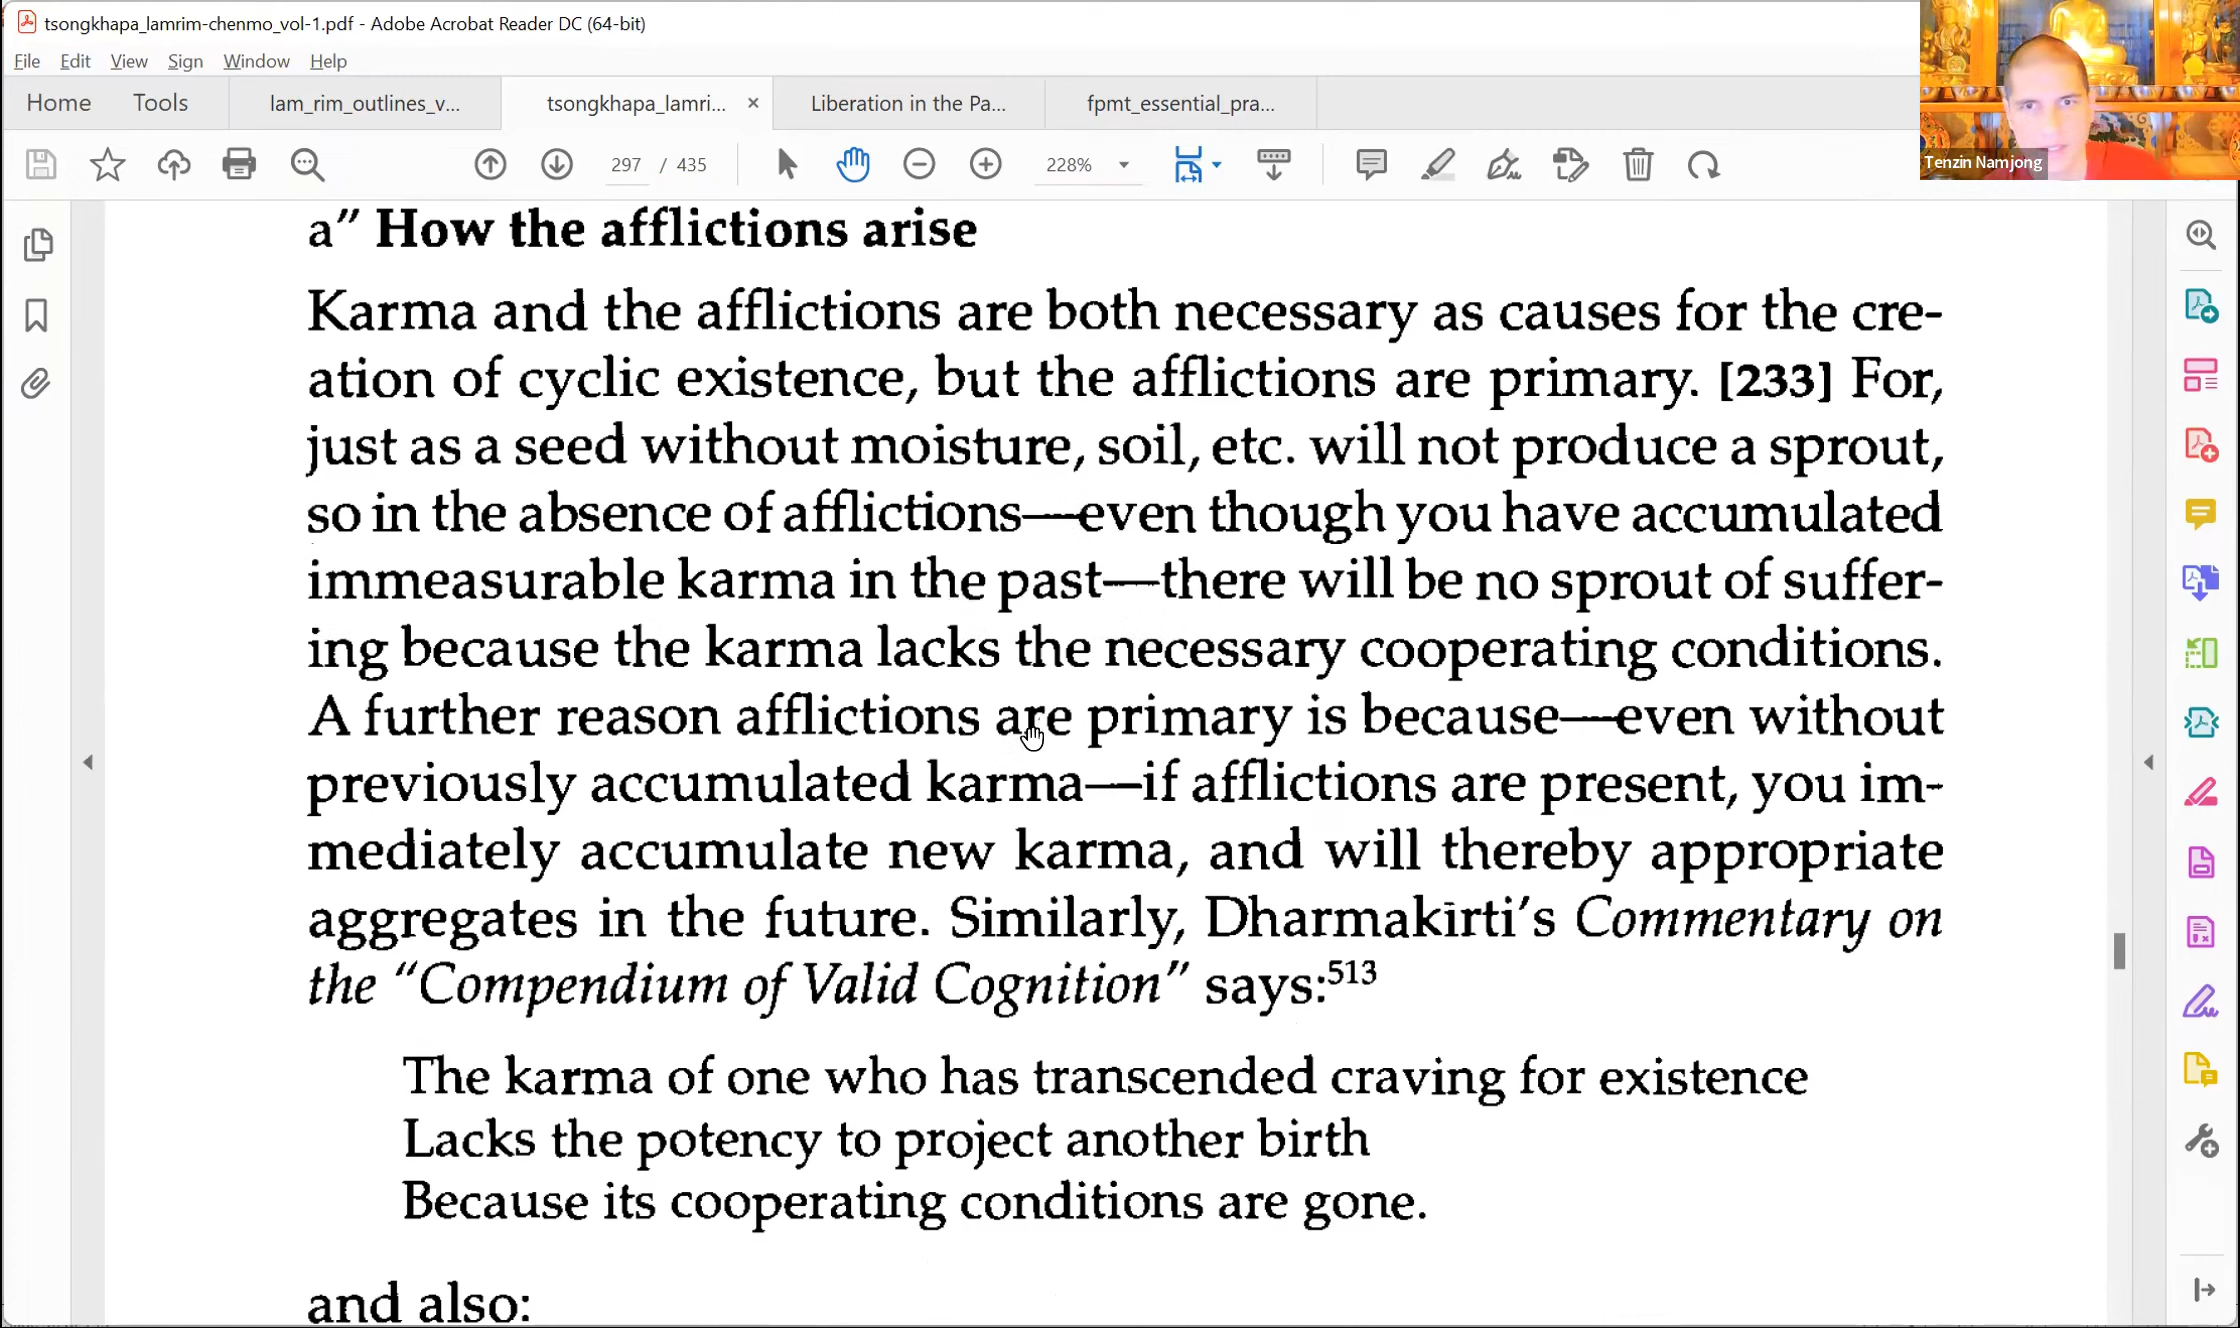 tsongkhapa_lamrim-chenmo_vol-1.pdf - Adobe Acrobat Reader DC (64-bit)
File Edit View Sign Window Help
Home Tools lam_rim_outlines_v... tsongkhapa_lamri... × Liberation in the Pa... fpmt_essential_pra...
297 / 435 228%
Tenzin Namjong
a” How the afflictions arise
Karma and the afflictions are both necessary as causes for the cre-
ation of cyclic existence, but the afflictions are primary. [233] For,
just as a seed without moisture, soil, etc. will not produce a sprout,
so in the absence of afflictions—even though you have accumulated
immeasurable karma in the past—there will be no sprout of suffer-
ing because the karma lacks the necessary cooperating conditions.
A further reason afflictions are primary is because—even without
previously accumulated karma—if afflictions are present, you im-
mediately accumulate new karma, and will thereby appropriate
aggregates in the future. Similarly, Dharmakīrti’s Commentary on
the “Compendium of Valid Cognition” says:513
The karma of one who has transcended craving for existence
Lacks the potency to project another birth
Because its cooperating conditions are gone.
and also: